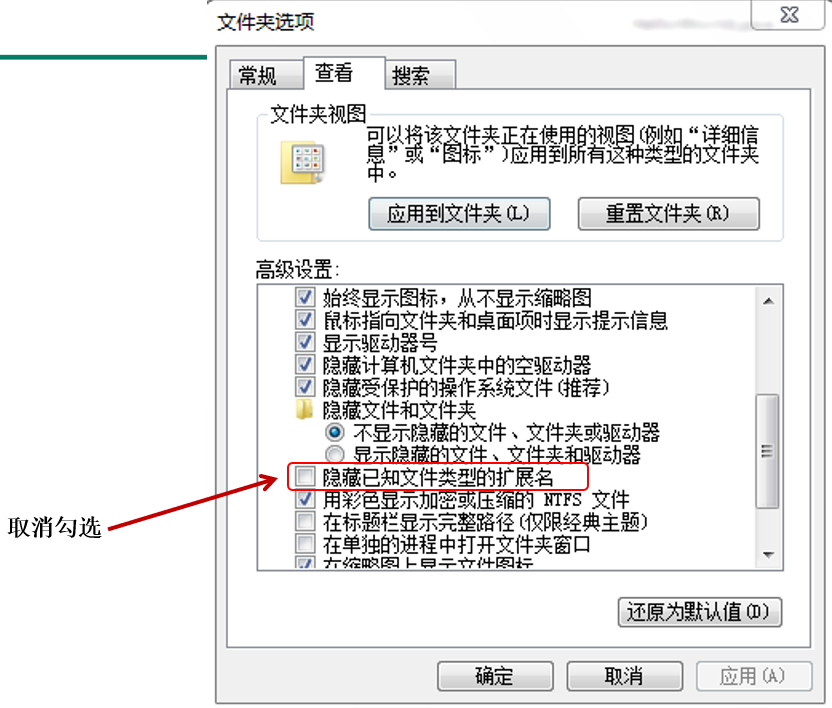 文件夹选项
常规
查看
搜索
文件夹视图
可以将该文件夹正在使用的视图(例如“详细信
息”或“图标”)应用到所有这种类型的文件夹
中。
应用到文件夹(L)
重置文件夹(R)
高级设置:
始终显示图标，从不显示缩略图
鼠标指向文件夹和桌面项时显示提示信息
显示驱动器号
隐藏计算机文件夹中的空驱动器
隐藏受保护的操作系统文件(推荐)
隐藏文件和文件夹
不显示隐藏的文件、文件夹或驱动器
显示隐藏的文件、文件夹和驱动器
隐藏已知文件类型的扩展名
用彩色显示加密或压缩的 NTFS 文件
取消勾选
在标题栏显示完整路径(仅限经典主题)
在单独的进程中打开文件夹窗口
在缩略图上显示文件图标
还原为默认值(D)
确定
取消
应用(A)